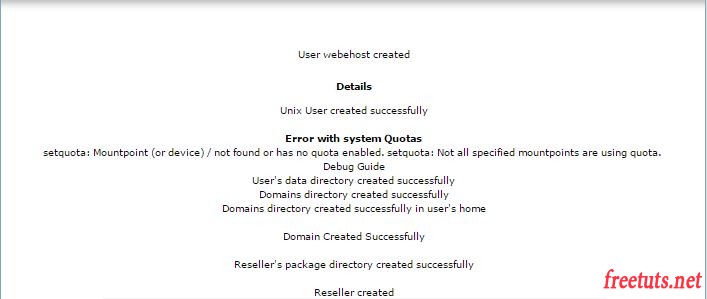 User webehost created
Details
Unix User created successfully
Error with system Quotas
setquota: Mountpoint (or device) / not found or has no quota enabled. setquota: Not all specified mountpoints are using quota.
Debug Guide
User's data directory created successfully
Domains directory created successfully
Domains directory created successfully in user's home
Domain Created Successfully
Reseller's package directory created successfully
Reseller created
freetuts.net